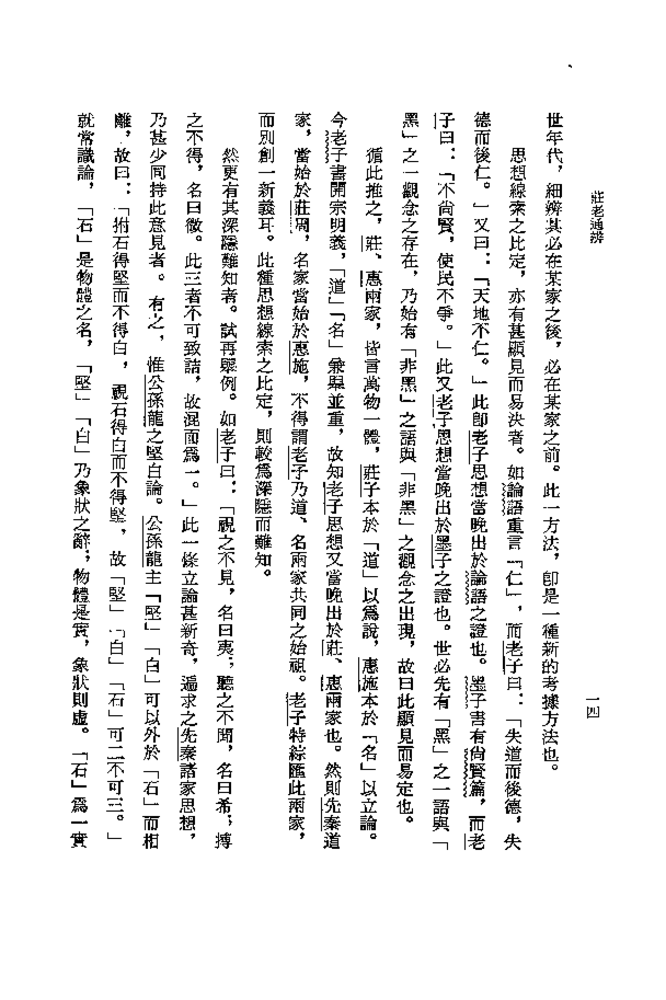 莊老通辨
一四
世年代，細辨其必在某家之後，必在某家之前。此一方法，卽是一種新的考據方法也。
思想線索之比定，亦有甚顯見而易決者。如論語重言「仁」，而老子曰：「失道而後德，失
德而後仁。」又曰：「天地不仁。」此卽老子思想當晚出於論語之證也。墨子書有尙賢篇，而老
子曰：「不尙賢，使民不爭。」此又老子思想當晚出於墨子之證也。世必先有「黑」之一語與「
黑」之一觀念之存在，乃始有「非黑」之語與「非黑」之觀念之出現，故曰此顯見而易定也。
循此推之，莊、惠兩家，皆言萬物一體，莊子本於「道」以爲說，惠施本於「名」以立論。
今老子書開宗明義，「道」「名」兼舉並重，故知老子思想又當晚出於莊、惠兩家也。然則先秦道
家，當始於莊周，名家當始於惠施，不得謂老子乃道、名兩家共同之始祖。老子特綜匯此兩家，
而別創一新義耳。此種思想線索之比定，則較爲深隱而難知。
然更有其深隱難知者。試再舉例。如老子曰：「視之不見，名曰夷；聽之不聞，名曰希；搏
之不得，名曰微。此三者不可致詰，故混而爲一。」此一條立論甚新奇，遍求之先秦諸家思想，
乃甚少同持此意見者。有之，惟公孫龍之堅白論。公孫龍主「堅」「白」可以外於「石」而相
離，故曰：「拊石得堅而不得白，視石得白而不得堅，故「堅」「白」「石」可二不可三。」
就常識論，「石」是物體之名，「堅」「白」乃象狀之辭；物體是實，象狀則虛。「石」爲一實